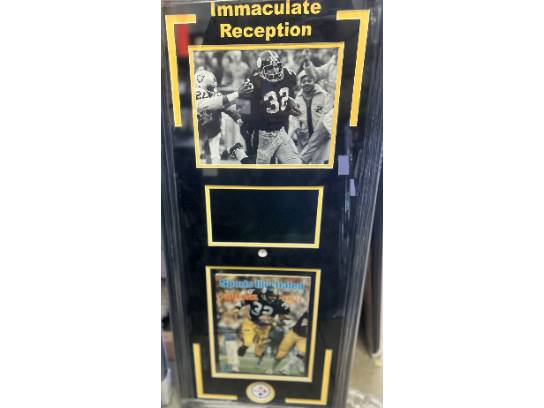 Immaculate
Reception
32
Sports Illustrated
32